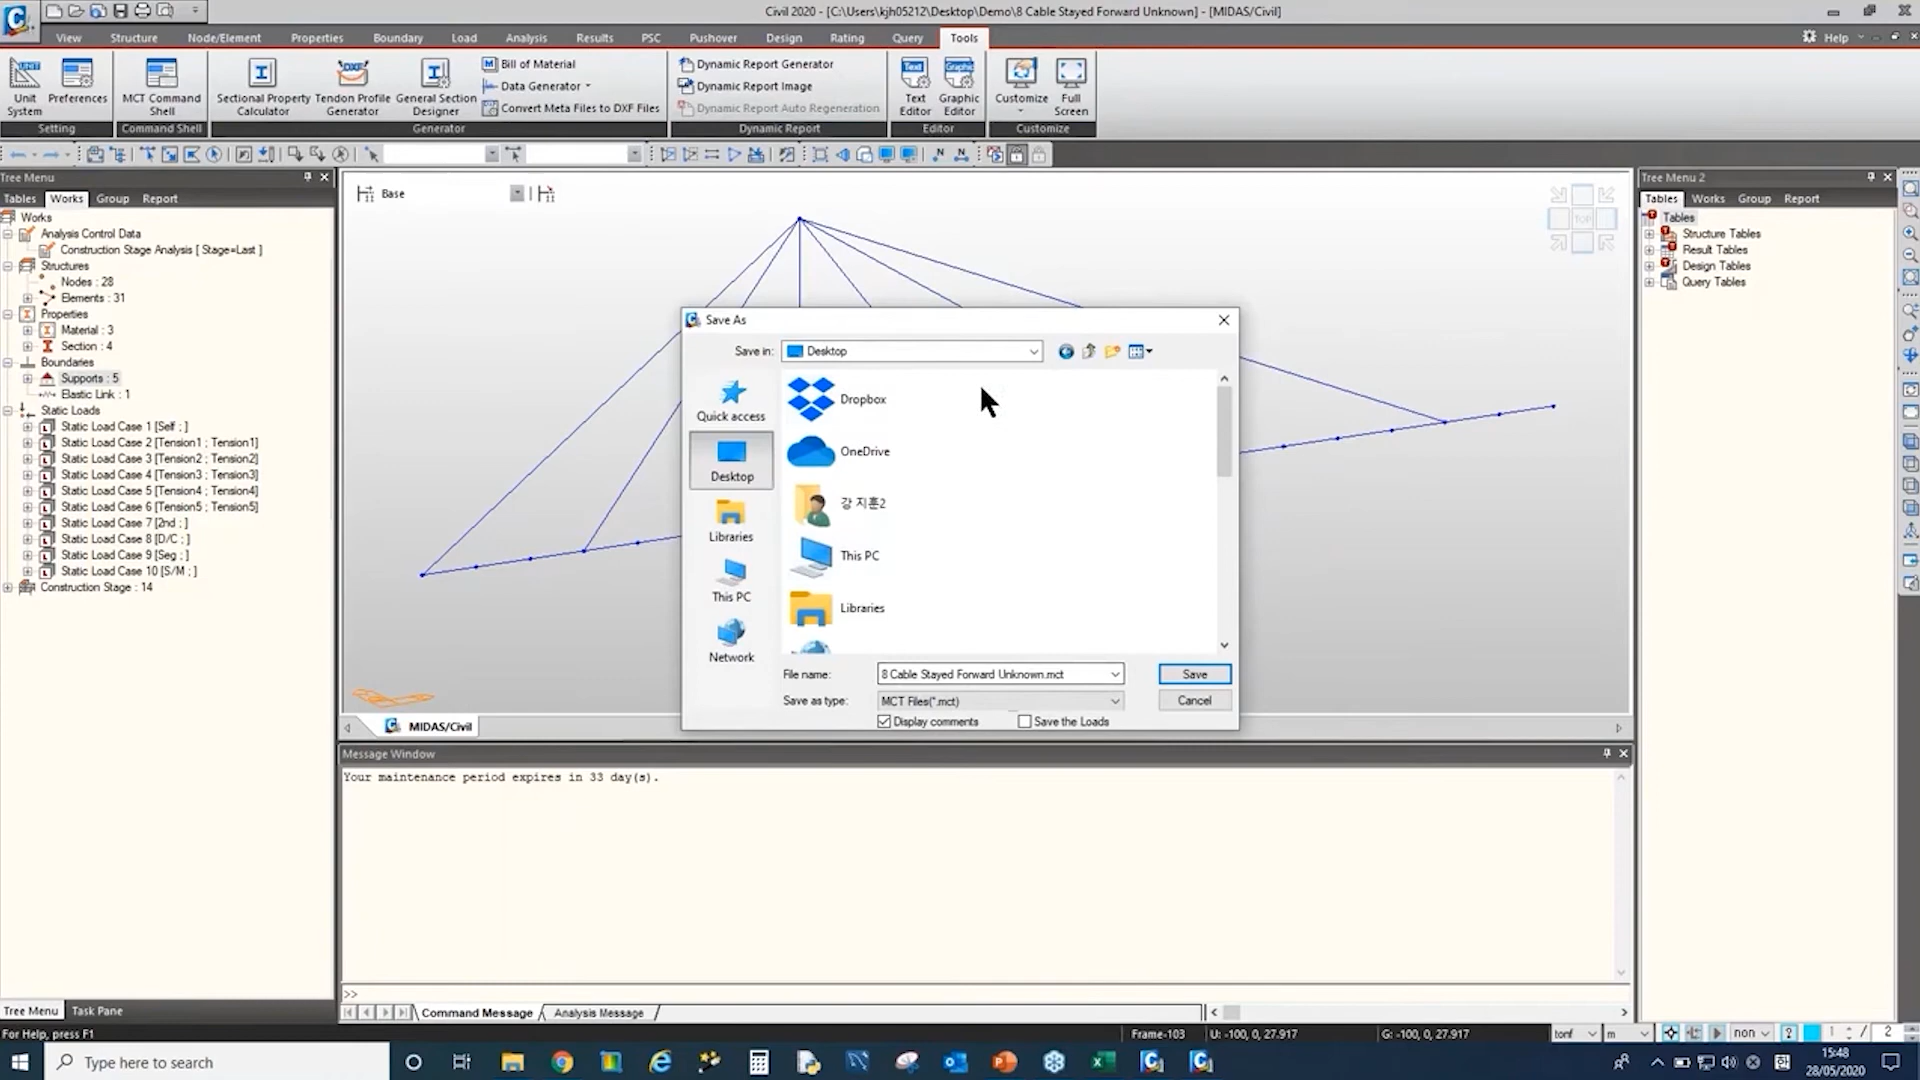 Civil 2020 - [C:\Users\kjh05212\Desktop\Demo\8 Cable Stayed Forward Unknown] - [MIDAS/Civil]
View Structure Node/Element Properties Boundary Load Analysis Results PSC Pushover Design Rating Query Tools Help
Unit System
Preferences
Setting
MCT Command Shell
Command Shell
Sectional Property Calculator
Tendon Profile Generator
General Section Designer
Bill of Material
Data Generator
Convert Meta Files to DXF Files
Generator
Dynamic Report Generator
Dynamic Report Image
Dynamic Report Auto Regeneration
Dynamic Report
Text Editor
Graphic Editor
Editor
Customize
Full Screen
Customize
Tree Menu
Tables Works Group Report
Works
Analysis Control Data
Construction Stage Analysis [ Stage=Last ]
Structures
Nodes : 28
Elements : 31
Properties
Material : 3
Section : 4
Boundaries
Supports : 5
Elastic Link : 1
Static Loads
Static Load Case 1 [Self ; ]
Static Load Case 2 [Tension1 ; Tension1]
Static Load Case 3 [Tension2 ; Tension2]
Static Load Case 4 [Tension3 ; Tension3]
Static Load Case 5 [Tension4 ; Tension4]
Static Load Case 6 [Tension5 ; Tension5]
Static Load Case 7 [2nd ; ]
Static Load Case 8 [D/C ; ]
Static Load Case 9 [Seg ; ]
Static Load Case 10 [S/M ; ]
Construction Stage : 14
Tree Menu Task Pane
Base
TOP
Save As
Save in: Desktop
Quick access
Desktop
Libraries
This PC
Network
Dropbox
OneDrive
강 지훈2
This PC
Libraries
File name: 8 Cable Stayed Forward Unknown.mct Save
Save as type: MCT Files(*.mct) Cancel
Display comments Save the Loads
MIDAS/Civil
Message Window
Your maintenance period expires in 33 day(s).
>>
Command Message Analysis Message
Tree Menu 2
Tables Works Group Report
Tables
Structure Tables
Result Tables
Design Tables
Query Tables
For Help, press F1
Frame-103 U: -100, 0, 27.917 G: -100, 0, 27.917 tonf m non 1 / 2
Type here to search
15:48
28/05/2020